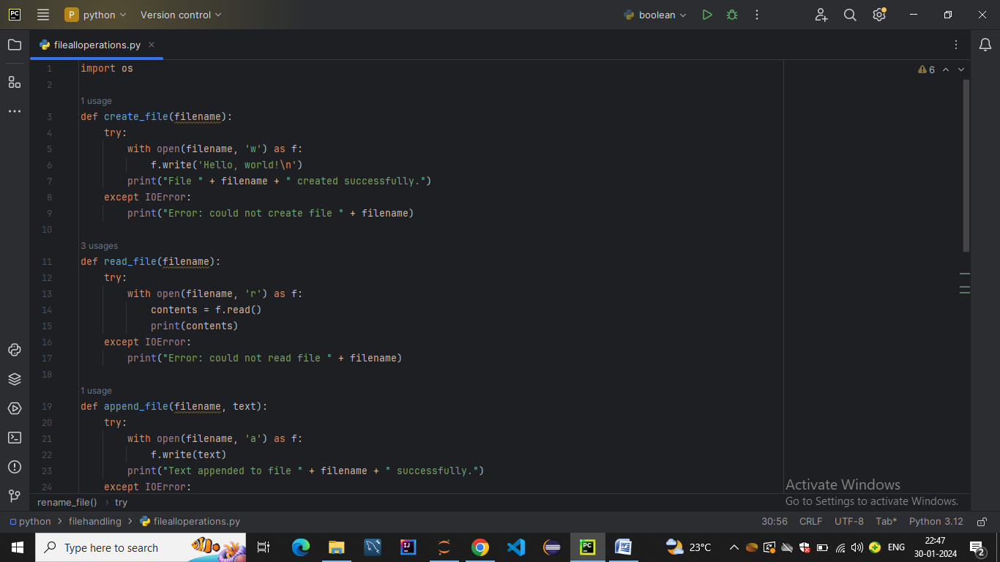 PC P python Version control boolean
filealloperations.py
6
1 import os
2
1 usage
3 def create_file(filename):
4 try:
5 with open(filename, 'w') as f:
6 f.write('Hello, world!\n')
7 print("File " + filename + " created successfully.")
8 except IOError:
9 print("Error: could not create file " + filename)
10
3 usages
11 def read_file(filename):
12 try:
13 with open(filename, 'r') as f:
14 contents = f.read()
15 print(contents)
16 except IOError:
17 print("Error: could not read file " + filename)
18
1 usage
19 def append_file(filename, text):
20 try:
21 with open(filename, 'a') as f:
22 f.write(text)
23 print("Text appended to file " + filename + " successfully.")
24 except IOError:
Activate Windows
Go to Settings to activate Windows.
rename_file() › try
python > filehandling > filealloperations.py 30:56 CRLF UTF-8 Tab* Python 3.12
Type here to search IJ PC W 23°C ENG 22:47
30-01-2024
2